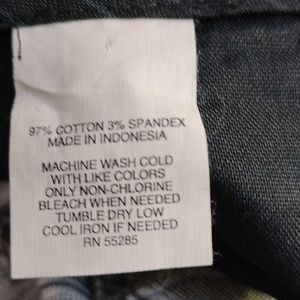 97% COTTON 3% SPANDEX
MADE IN INDONESIA
MACHINE WASH COLD
WITH LIKE COLORS
ONLY NON-CHLORINE
BLEACH WHEN NEEDED
TUMBLE DRY LOW
COOL IRON IF NEEDED
RN 55285